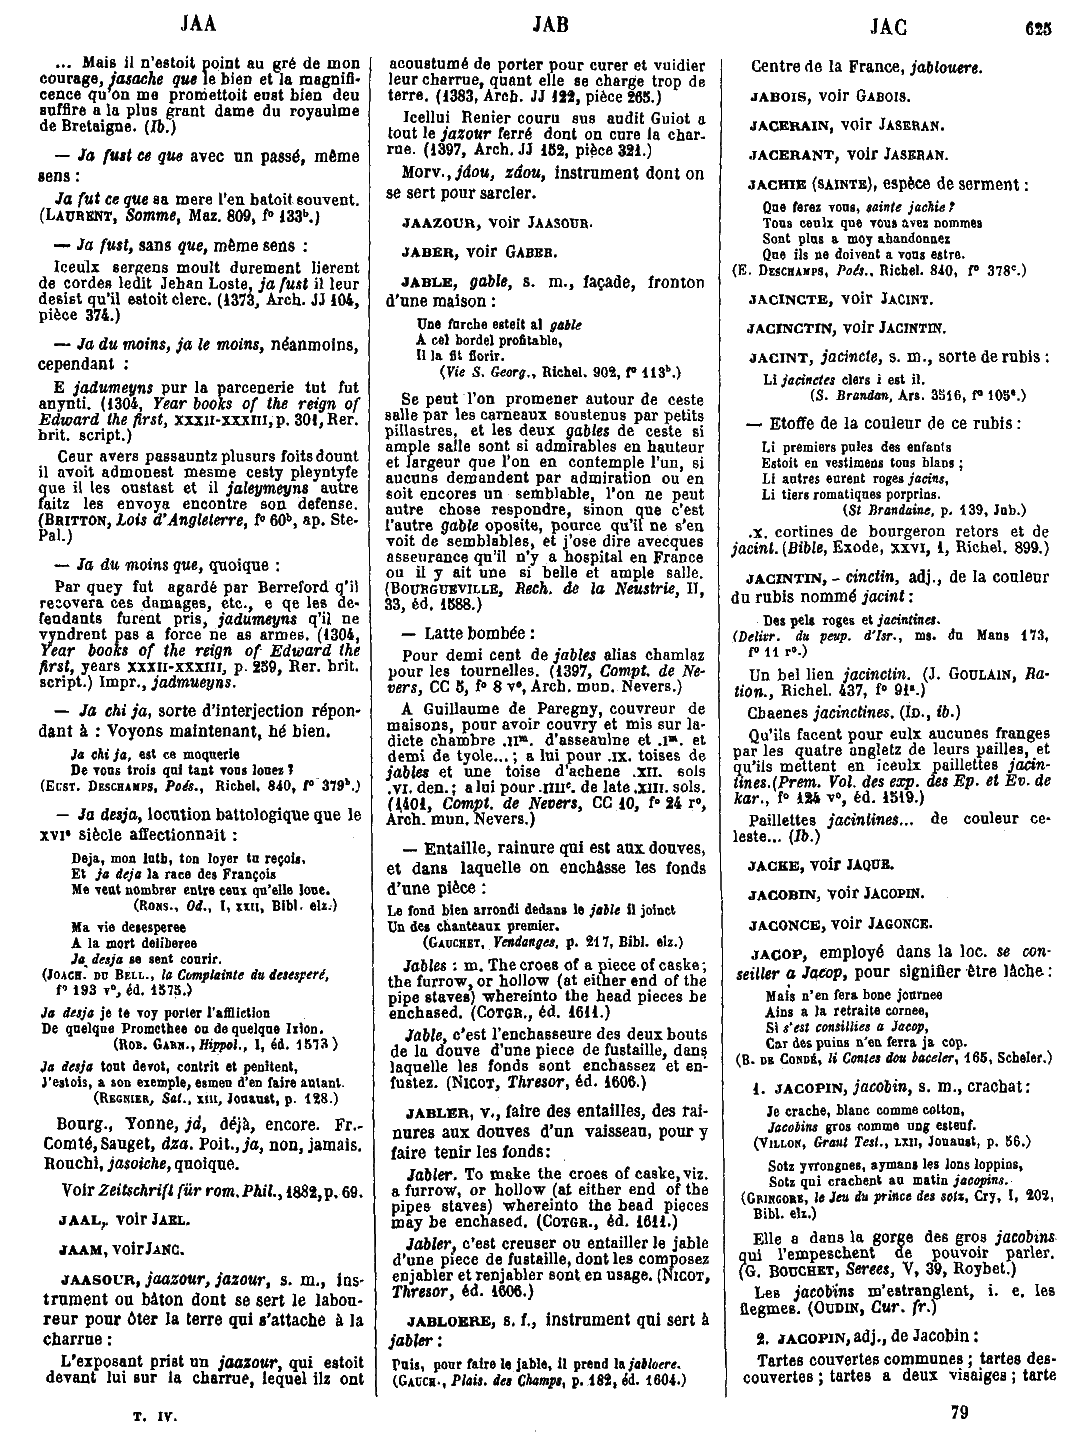 JAA
JAB
JAC
625
... Mais il n'estoit point au gré de mon
courage, jasache que le bien et la magnifi-
cence qu'on me promettoit eust bien deu
suffire a la plus grant dame du royaulme
de Bretaigne. (Ib.)
— Ja fust ce que avec un passé, même
sens :
Ja fut ce que sa mere l'en batoit souvent.
(LAURENT, Somme, Maz. 809, f° 133b.)
— Ja fust, sans que, même sens :
Iceulx sergens moult durement lierent
de cordes ledit Jehan Loste, ja fust il leur
desist qu'il estoit clerc. (1373, Arch. JJ 104,
pièce 374.)
— Ja du moins, ja le moins, néanmoins,
cependant :
E jadumeyns pur la parcenerie tut fut
anynti. (1304, Year books of the reign of
Edward the first, XXXII-XXXIII, p. 301, Rer.
brit. script.)
Ceur avers passauntz plusurs foitz dount
il avoit admonest mesme cesty pleyntyfe
que il les oustast et il jaleymeyns autre
faitz les envoya encontre son defense.
(BRITTON, Lois d'Angleterre, f° 60b, ap. Ste-
Pal.)
— Ja du moins que, quoique :
Par quey fut agardé par Berreford q'il
recovera ces damages, etc., e qe les de-
fendants furent pris, jadumeyns q'il ne
vyndrent pas a force ne as armes. (1304,
Year books of the reign of Edward the
first, years XXXII-XXXIII, p. 259, Rer. brit.
script.) Impr., jadmueyns.
— Ja chi ja, sorte d'interjection répon-
dant à : Voyons maintenant, hé bien.
Ja chi ja, est ce moquerie
De vous trois qui tant vous loues ?
(EUST. DESCHAMPS, Poés., Richel. 840, f° 379b.)
— Ja desja, locution battologique que le
XVIe siècle affectionnait :
Deja, mon luth, ton loyer tu reçois,
Et ja deja la race des François
Me veut nombrer entre ceux qu'elle loue.
(RONS., Od., I, XXII, Bibl. elz.)
Ma vie desesperee
A la mort deliberee
Ja desja se sent courir.
(JOACH. DU BELL., la Complainte du desesperé,
f° 193 v°, éd. 1575.)
Ja desja je te voy porter l'affliction
De quelque Promethee ou de quelque Ixion.
(ROB. GARN., Hippol., I, éd. 1573)
Ja desja tout devot, contrit et penitent,
J'estois, a son exemple, esmeu d'en faire autant.
(REGNIER, Sat., XIII, Jouaust, p. 128.)
Bourg., Yonne, jd, déjà, encore. Fr.-
Comté, Sauget, dza. Poit., ja, non, jamais.
Rouchi, jasoiche, quoique.
Voir Zeitschrift für rom. Phil., 1882, p. 69.
JAAL, voir JAEL.
JAAM, voir JANC.
JAASOUR, jaazour, jazour, s. m., ins-
trument ou bâton dont se sert le labou-
reur pour ôter la terre qui s'attache à la
charrue :
L'exposant prist un jaazour, qui estoit
devant lui sur la charrue, lequel ilz ont
T. IV.
acoustumé de porter pour curer et vuidier
leur charrue, quant elle se charge trop de
terre. (1383, Arch. JJ 122, pièce 265.)
Icellui Renier couru sus audit Guiot a
tout le jazour ferré dont on cure la char-
rue. (1397, Arch. JJ 152, pièce 321.)
Morv., jdou, zdou, instrument dont on
se sert pour sarcler.
JAAZOUR, voir JAASOUR.
JABER, voir GABER.
JABLE, gable, s. m., façade, fronton
d'une maison :
Une furche esteit al gable
A cel bordel profitable,
Il la fit florir.
(Vie S. Georg., Richel. 902, f° 113b.)
Se peut l'on promener autour de ceste
salle par les carneaux soustenus par petits
pillastres, et les deux gables de ceste si
ample salle sont si admirables en hauteur
et largeur que l'on en contemple l'un, si
aucuns demandent par admiration ou en
soit encores un semblable, l'on ne peut
autre chose respondre, sinon que c'est
l'autre gable oposite, pource qu'il ne s'en
voit de semblables, et j'ose dire avecques
asseurance qu'il n'y a hospital en France
ou il y ait une si belle et ample salle.
(BOURGUEVILLE, Rech. de la Neustrie, II,
33, éd. 1588.)
— Latte bombée :
Pour demi cent de jables alias chamlaz
pour les tournelles. (1397, Compt. de Ne-
vers, CC 5, f° 8 v°, Arch. mun. Nevers.)
A Guillaume de Paregny, couvreur de
maisons, pour avoir couvry et mis sur la-
dicte chambre .IIm. d'asseaulne et .Im. et
demi de tyole...; a lui pour .IX. toises de
jables et une toise d'achene .XII. sols
.VI. den.; a lui pour .IIIIc. de late .XIII. sols.
(1401, Compt. de Nevers, CC 10, f° 24 r°,
Arch. mun. Nevers.)
— Entaille, rainure qui est aux douves,
et dans laquelle on enchâsse les fonds
d'une pièce :
Le fond bien arrondi dedans le jable il joinct
Un des chanteaux premier.
(GAUCHET, Vendanges, p. 217, Bibl. elz.)
Jables : m. The croes of a piece of caske;
the furrow, or hollow (at either end of the
pipe staves) whereinto the head pieces be
enchased. (COTGR., éd. 1611.)
Jable, c'est l'enchasseure des deux bouts
de la douve d'une piece de fustaille, dans
laquelle les fonds sont enchassez et en-
fustez. (NICOT, Thresor, éd. 1606.)
JABLER, v., faire des entailles, des rai-
nures aux douves d'un vaisseau, pour y
faire tenir les fonds:
Jabler. To make the croes of caske, viz.
a furrow, or hollow (at either end of the
pipes staves) whereinto the head pieces
may be enchased. (COTGR., éd. 1611.)
Jabler, c'est creuser ou entailler le jable
d'une piece de fustaille, dont les composez
enjabler et renjabler sont en usage. (NICOT,
Thresor, éd. 1606.)
JABLOERE, s. f., instrument qui sert à
jabler :
Puis, pour faire le jable, il prend la jabloere.
(GAUCH., Plais. des Champs, p. 182, éd. 1604.)
Centre de la France, jablouere.
JABOIS, voir GABOIS.
JACERAIN, voir JASERAN.
JACERANT, voir JASERAN.
JACHIE (SAINTE), espèce de serment :
Que ferez vous, sainte jachie ?
Tous ceulx que vous avez nommes
Sont plus a moy abandonnez
Que ilz ne doivent a vous estre.
(E. DESCHAMPS, Poés., Richel. 840, f° 378c.)
JACINCTE, voir JACINT.
JACINCTIN, voir JACINTIN.
JACINT, jacincte, s. m., sorte de rubis :
Li jacinctes clers i est il.
(S. Brandan, Ars. 3516, f° 105a.)
— Etoffe de la couleur de ce rubis :
Li premiers pules des enfants
Estoit en vestimens tous blans ;
Li autres eurent roges jacins,
Li tiers romatiques porprins.
(St Brandaine, p. 139, Jub.)
.X. cortines de bourgeron retors et de
jacint. (Bible, Exode, XXVI, 1, Richel. 899.)
JACINTIN, - cinctin, adj., de la couleur
du rubis nommé jacint :
Des pels roges et jacintines.
(Delivr. du peup. d'Isr., ms. du Mans 173,
f° 11 r°.)
Un bel lien jacinctin. (J. GOULAIN, Ra-
tion., Richel. 437, f° 91a.)
Chaenes jacinctines. (ID., ib.)
Qu'ils facent pour eulx aucunes franges
par les quatre angletz de leurs pailles, et
qu'ils mettent en iceulx paillettes jacin-
tines. (Prem. Vol. des exp. des Ep. et Ev. de
kar., f° 124 v°, éd. 1519.)
Paillettes jacintines... de couleur ce-
leste... (Ib.)
JACKE, voir JAQUE.
JACOBIN, voir JACOPIN.
JACONCE, voir JAGONCE.
JACOP, employé dans la loc. se con-
seiller a Jacop, pour signifier être lâche :
Mais n'en fera bone journee
Ains a la retraite cornee,
Si s'est consillies a Jacop,
Car des puins n'en ferra ja cop.
(B. DE CONDÉ, li Contes dou baceler, 165, Scheler.)
1. JACOPIN, jacobin, s. m., crachat :
Je crache, blanc comme cotton,
Jacobins gros comme ung esteuf.
(VILLON, Grant Test., LXII, Jouaust, p. 56.)
Sotz yvrongnes, aymans les lons loppins,
Sotz qui crachent au matin jacopins.
(GRINGORE, le Jeu du prince des sotz, Cry, I, 202,
Bibl. elz.)
Elle a dans la gorge des gros jacobins
qui l'empeschent de pouvoir parler.
(G. BOUCHET, Serees, V, 39, Roybet.)
Les jacobins m'estranglent, i. e. les
flegmes. (OUDIN, Cur. fr.)
2. JACOPIN, adj., de Jacobin :
Tartes couvertes communes ; tartes des-
couvertes ; tartes a deux visaiges ; tarte
79